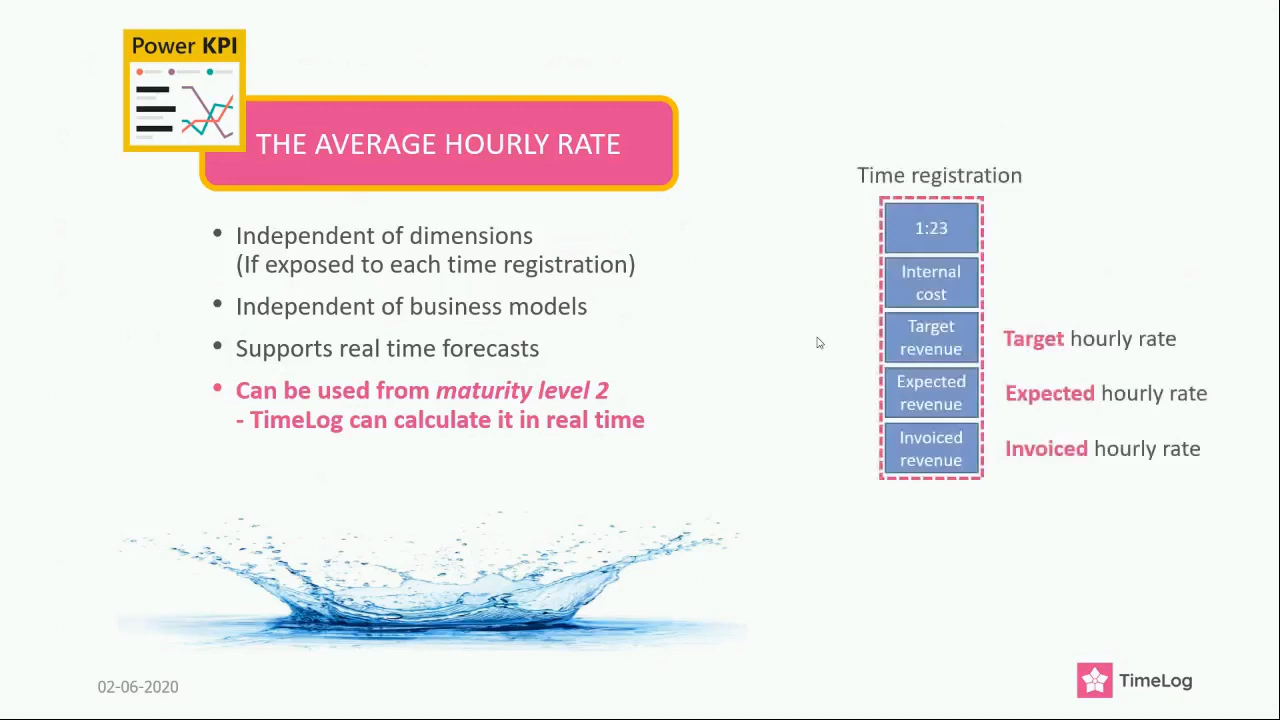 Power KPI
THE AVERAGE HOURLY RATE
• Independent of dimensions
(If exposed to each time registration)
• Independent of business models
• Supports real time forecasts
• Can be used from maturity level 2
- TimeLog can calculate it in real time
Time registration
1:23
Internal
cost
Target
revenue
Target hourly rate
Expected
revenue
Expected hourly rate
Invoiced
revenue
Invoiced hourly rate
02-06-2020
TimeLog